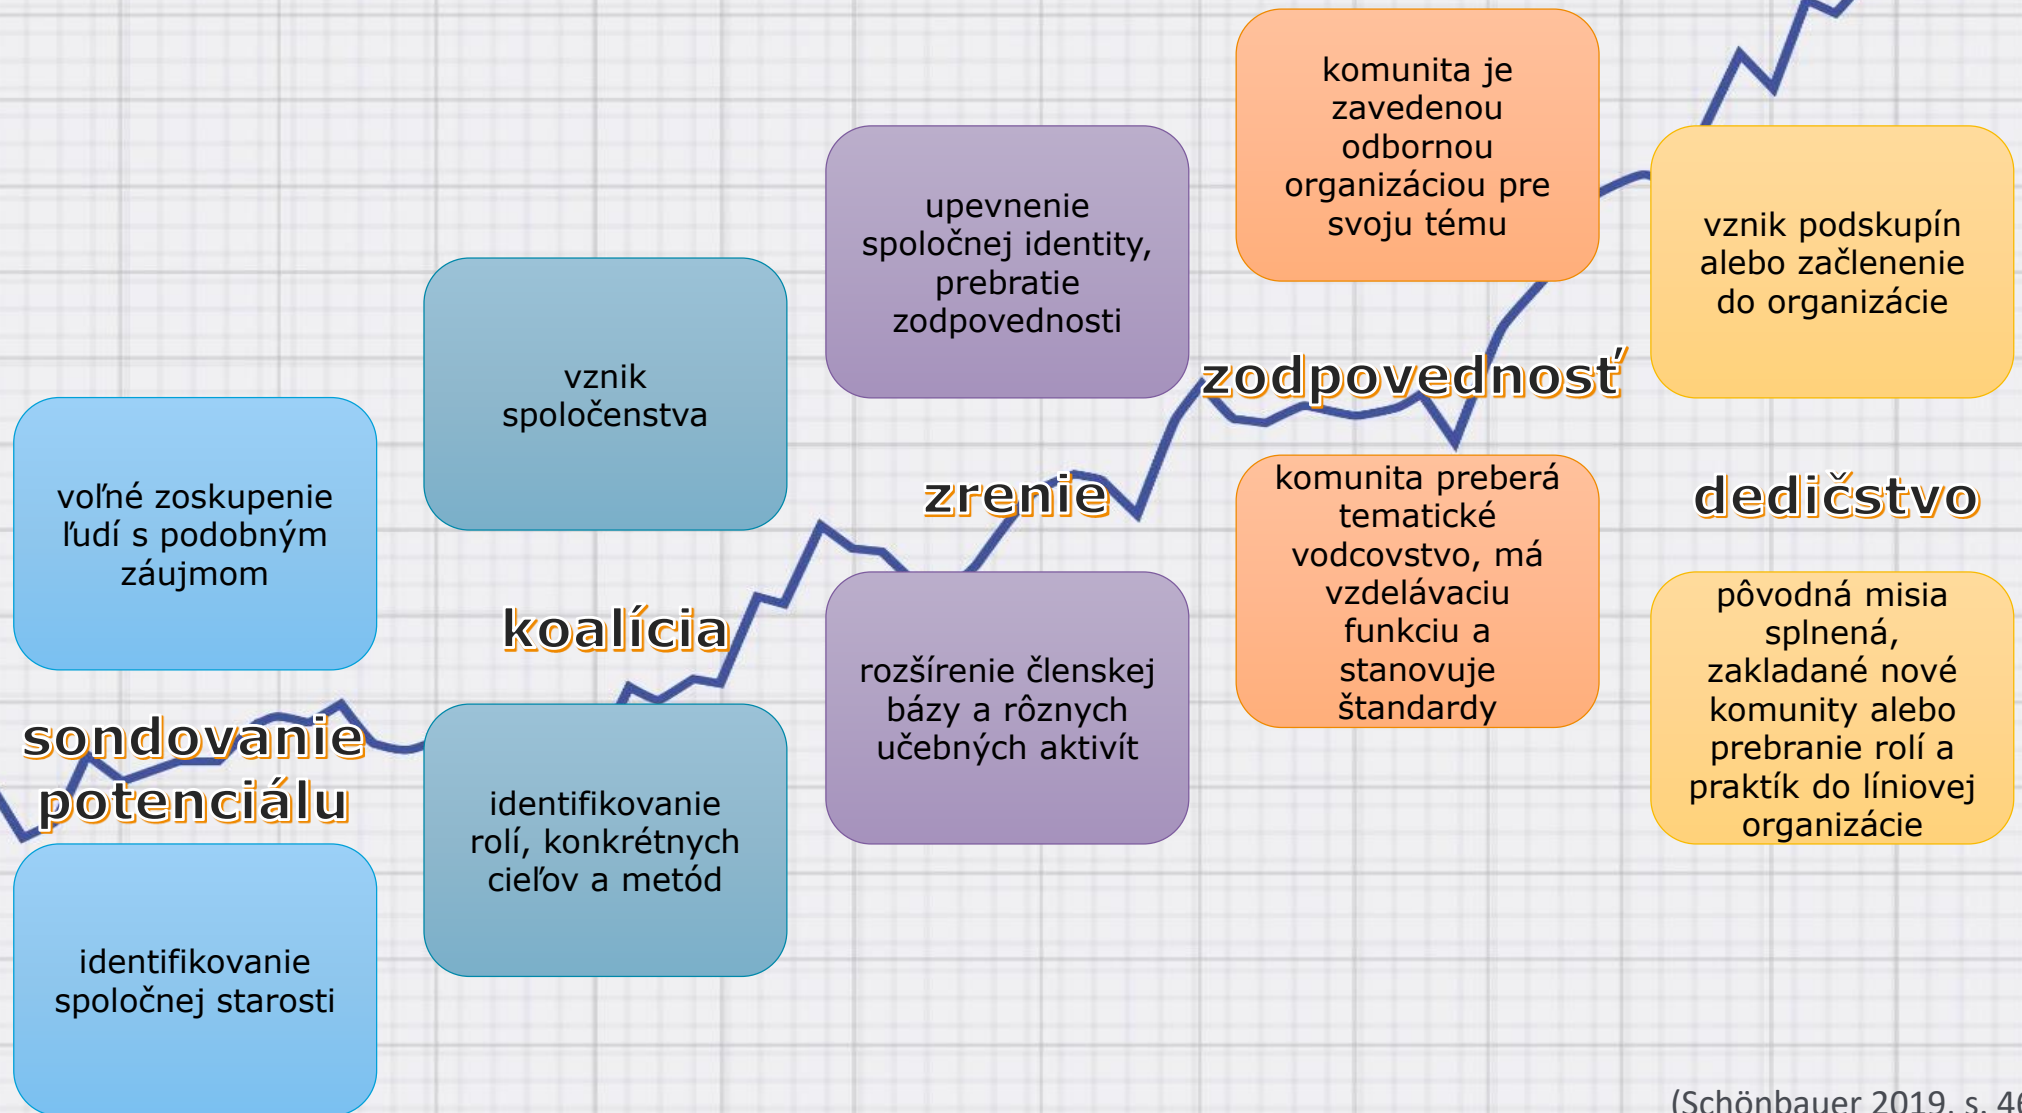 voľné zoskupenie
ľudí s podobným
záujmom
sondovanie
potenciálu
identifikovanie
spoločnej starosti
vznik
spoločenstva
koalícia
identifikovanie
rolí, konkrétnych
cieľov a metód
upevnenie
spoločnej identity,
prebratie
zodpovednosti
zrenie
rozšírenie členskej
bázy a rôznych
učebných aktivít
komunita je
zavedenou
odbornou
organizáciou pre
svoju tému
zodpovednosť
komunita preberá
tematické
vodcovstvo, má
vzdelávaciu
funkciu a
stanovuje
štandardy
vznik podskupín
alebo začlenenie
do organizácie
dedičstvo
pôvodná misia
splnená,
zakladané nové
komunity alebo
prebranie rolí a
praktík do líniovej
organizácie
(Schönbauer 2019, s. 46